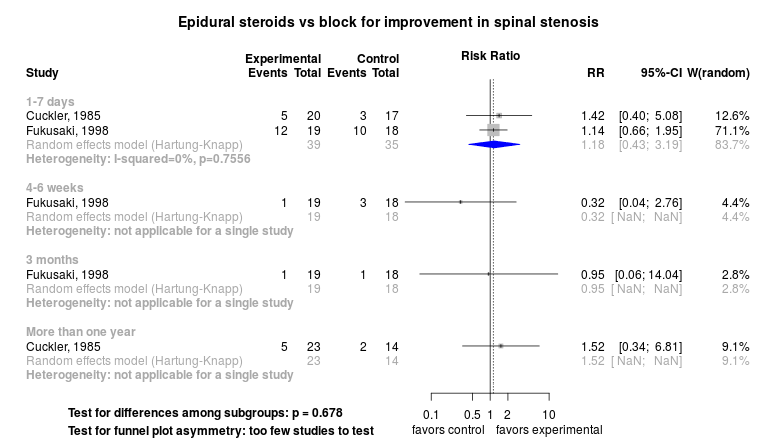 Epidural steroids vs block for improvement in spinal stenosis
Experimental Control Risk Ratio
Study Events Total Events Total RR 95%-CI W(random)
1-7 days
Cuckler, 1985 5 20 3 17 1.42 [0.40; 5.08] 12.6%
Fukusaki, 1998 12 19 10 18 1.14 [0.66; 1.95] 71.1%
Random effects model (Hartung-Knapp) 39 35 1.18 [0.43; 3.19] 83.7%
Heterogeneity: I-squared=0%, p=0.7556
4-6 weeks
Fukusaki, 1998 1 19 3 18 0.32 [0.04; 2.76] 4.4%
Random effects model (Hartung-Knapp) 19 18 0.32 [ NaN; NaN] 4.4%
Heterogeneity: not applicable for a single study
3 months
Fukusaki, 1998 1 19 1 18 0.95 [0.06; 14.04] 2.8%
Random effects model (Hartung-Knapp) 19 18 0.95 [ NaN; NaN] 2.8%
Heterogeneity: not applicable for a single study
More than one year
Cuckler, 1985 5 23 2 14 1.52 [0.34; 6.81] 9.1%
Random effects model (Hartung-Knapp) 23 14 1.52 [ NaN; NaN] 9.1%
Heterogeneity: not applicable for a single study
Test for differences among subgroups: p = 0.678
0.1 0.5 1 2 10
Test for funnel plot asymmetry: too few studies to test
favors control favors experimental